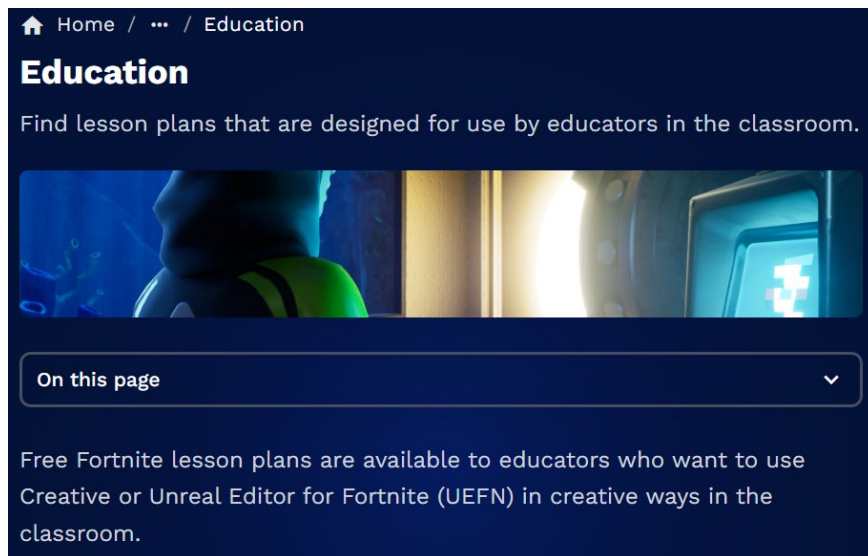 Home / ... / Education
Education
Find lesson plans that are designed for use by educators in the classroom.
On this page
Free Fortnite lesson plans are available to educators who want to use
Creative or Unreal Editor for Fortnite (UEFN) in creative ways in the
classroom.